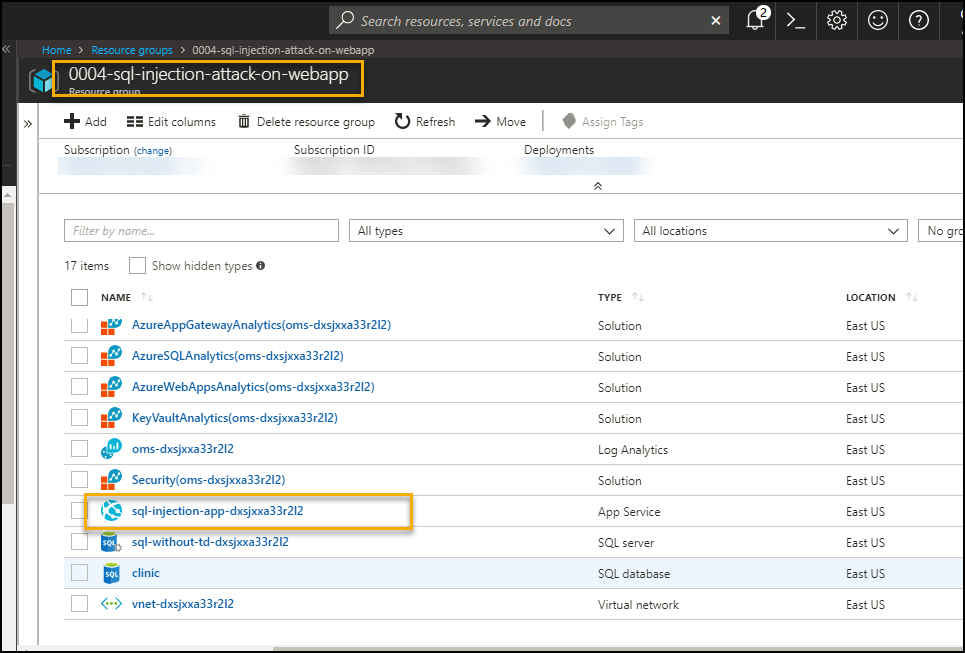 Search resources, services and docs
2
Home > Resource groups > 0004-sql-injection-attack-on-webapp
0004-sql-injection-attack-on-webapp
Resource group
Add Edit columns Delete resource group Refresh Move Assign Tags
Subscription (change) Subscription ID Deployments
Filter by name... All types All locations No gro
17 items Show hidden types
NAME TYPE LOCATION
AzureAppGatewayAnalytics(oms-dxsjxxa33r2l2) Solution East US
AzureSQLAnalytics(oms-dxsjxxa33r2l2) Solution East US
AzureWebAppsAnalytics(oms-dxsjxxa33r2l2) Solution East US
KeyVaultAnalytics(oms-dxsjxxa33r2l2) Solution East US
oms-dxsjxxa33r2l2 Log Analytics East US
Security(oms-dxsjxxa33r2l2) Solution East US
sql-injection-app-dxsjxxa33r2l2 App Service East US
sql-without-td-dxsjxxa33r2l2 SQL server East US
clinic SQL database East US
vnet-dxsjxxa33r2l2 Virtual network East US